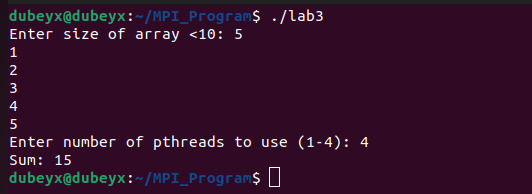 dubeyx@dubeyx:~/MPI_Program$ ./lab3
Enter size of array <10: 5
1
2
3
4
5
Enter number of pthreads to use (1-4): 4
Sum: 15
dubeyx@dubeyx:~/MPI_Program$